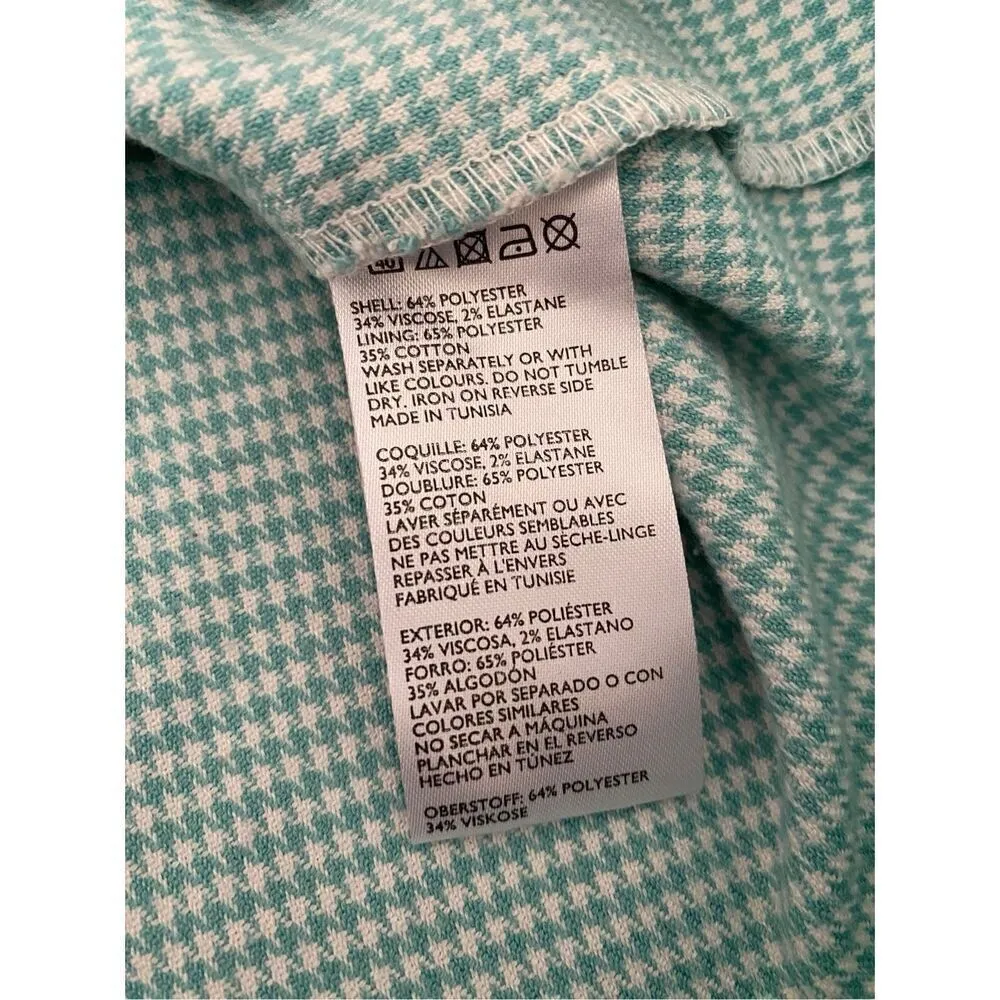 40
SHELL: 64% POLYESTER
34% VISCOSE, 2% ELASTANE
LINING: 65% POLYESTER
35% COTTON
WASH SEPARATELY OR WITH
LIKE COLOURS. DO NOT TUMBLE
DRY. IRON ON REVERSE SIDE
MADE IN TUNISIA
COQUILLE: 64% POLYESTER
34% VISCOSE, 2% ELASTANE
DOUBLURE: 65% POLYESTER
35% COTON
LAVER SÉPARÉMENT OU AVEC
DES COULEURS SEMBLABLES
NE PAS METTRE AU SÈCHE-LINGE
REPASSER À L'ENVERS
FABRIQUÉ EN TUNISIE
EXTERIOR: 64% POLIÉSTER
34% VISCOSA, 2% ELASTANO
FORRO: 65% POLIÉSTER
35% ALGODÓN
LAVAR POR SEPARADO O CON
COLORES SIMILARES
NO SECAR A MÁQUINA
PLANCHAR EN EL REVERSO
HECHO EN TÚNEZ
OBERSTOFF: 64% POLYESTER
34% VISKOSE